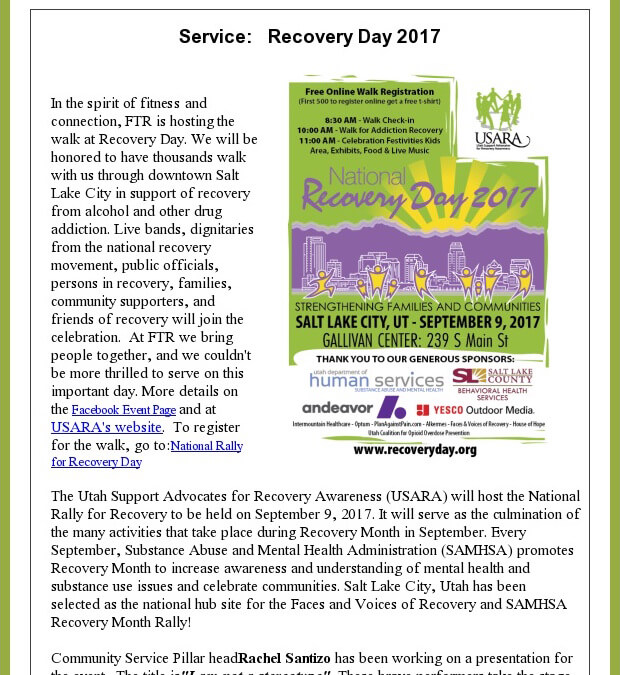 Service:   Recovery Day 2017
In the spirit of fitness and
connection, FTR is hosting the
walk at Recovery Day. We will be
honored to have thousands walk
with us through downtown Salt
Lake City in support of recovery
from alcohol and other drug
addiction. Live bands, dignitaries
from the national recovery
movement, public officials,
persons in recovery, families,
community supporters, and
friends of recovery will join the
celebration.  At FTR we bring
people together, and we couldn't
be more thrilled to serve on this
important day. More details on
the Facebook Event Page and at
USARA's website.  To register
for the walk, go to:National Rally
for Recovery Day
Free Online Walk Registration
(First 500 to register online get a free t-shirt)
8:30 AM - Walk Check-in
10:00 AM - Walk for Addiction Recovery
11:00 AM - Celebration Festivities Kids
Area, Exhibits, Food & Live Music
USARA
Utah Support Advocates
for Recovery Awareness
National
Recovery Day 2017
STRENGTHENING FAMILIES AND COMMUNITIES
SALT LAKE CITY, UT - SEPTEMBER 9, 2017
GALLIVAN CENTER: 239 S Main St
THANK YOU TO OUR GENEROUS SPONSORS:
utah department of
human services
SUBSTANCE ABUSE AND MENTAL HEALTH
SL SALT LAKE
COUNTY
BEHAVIORAL HEALTH
SERVICES
andeavor
YESCO Outdoor Media.
Intermountain Healthcare - Optum - PlanAgainstPain.com - Alkermes - Faces & Voices of Recovery - House of Hope
Utah Coalition for Opioid Overdose Prevention
www.recoveryday.org
The Utah Support Advocates for Recovery Awareness (USARA) will host the National
Rally for Recovery to be held on September 9, 2017. It will serve as the culmination of
the many activities that take place during Recovery Month in September. Every
September, Substance Abuse and Mental Health Administration (SAMHSA) promotes
Recovery Month to increase awareness and understanding of mental health and
substance use issues and celebrate communities. Salt Lake City, Utah has been
selected as the national hub site for the Faces and Voices of Recovery and SAMHSA
Recovery Month Rally!
Community Service Pillar headRachel Santizo has been working on a presentation for
the event.  The title is"I am not a stereotype". These brave performers take the stage